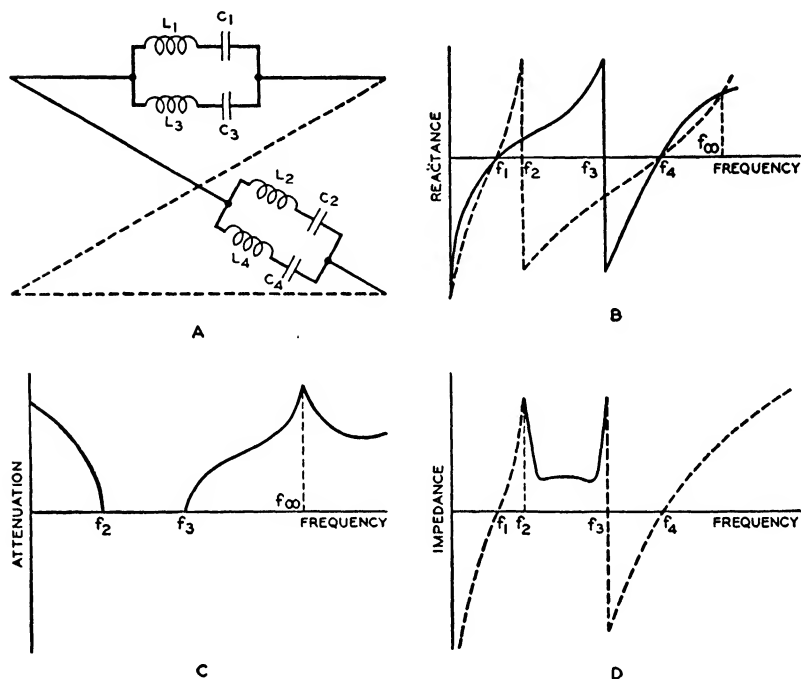 L1 C1
L3 C3
L2 C2
L4 C4
A
REACTANCE
f1 f2 f3 f4 f∞ FREQUENCY
B
ATTENUATION
f2 f3 f∞ FREQUENCY
C
IMPEDANCE
f1 f2 f3 f4 FREQUENCY
D